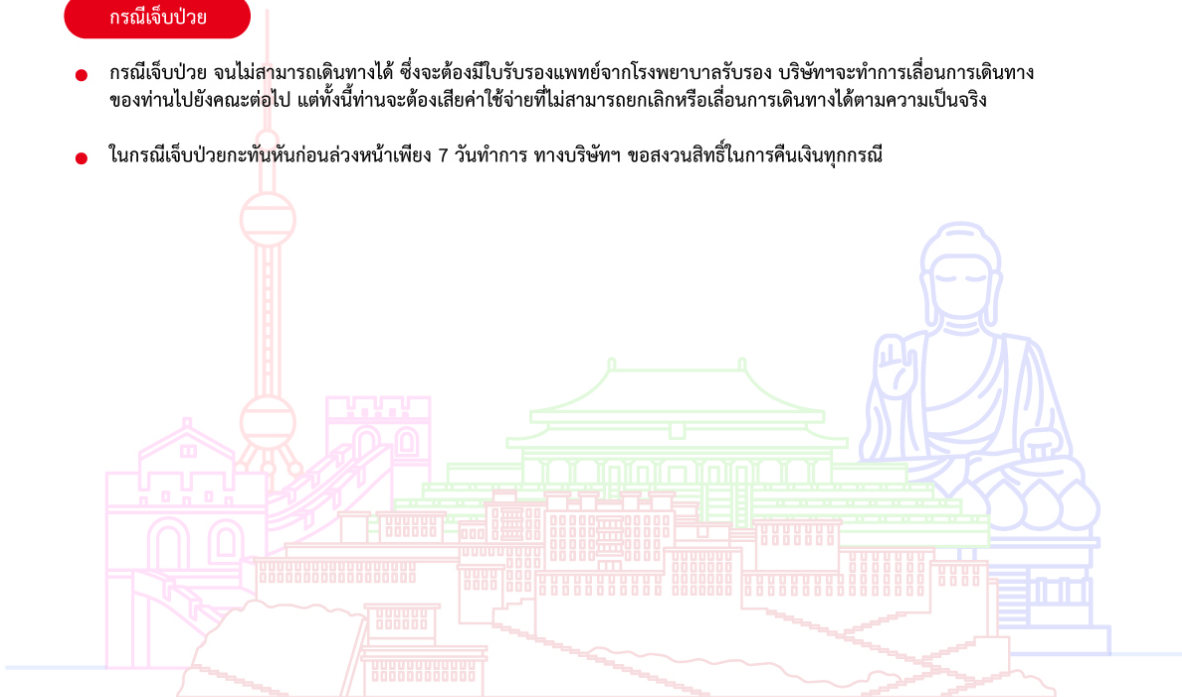 กรณีเจ็บป่วย
กรณีเจ็บป่วย จนไม่สามารถเดินทางได้ ซึ่งจะต้องมีใบรับรองแพทย์จากโรงพยาบาลรับรอง บริษัทฯจะทำการเลื่อนการเดินทาง
ของท่านไปยังคณะต่อไป แต่ทั้งนี้ท่านจะต้องเสียค่าใช้จ่ายที่ไม่สามารถยกเลิกหรือเลื่อนการเดินทางได้ตามความเป็นจริง
ในกรณีเจ็บป่วยกะทันหันก่อนล่วงหน้าเพียง 7 วันทำการ ทางบริษัทฯ ขอสงวนสิทธิ์ในการคืนเงินทุกกรณี